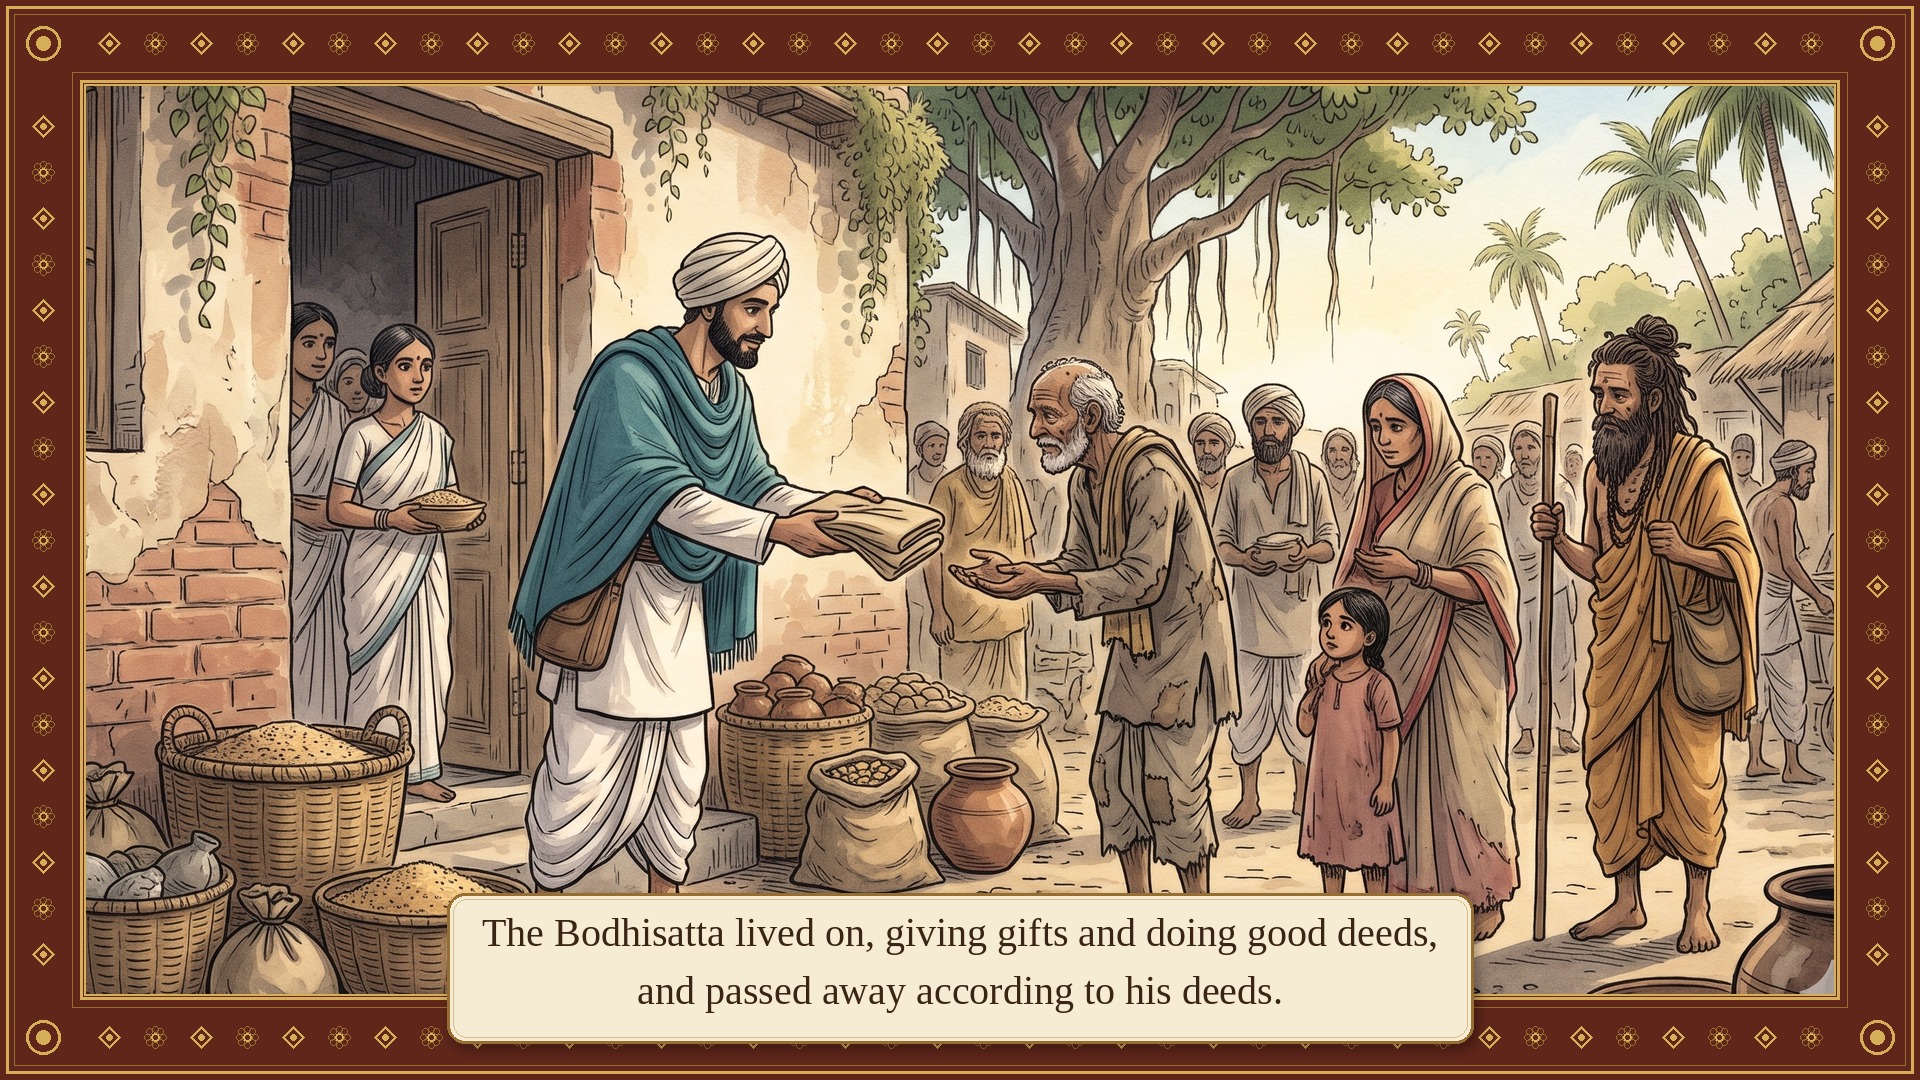 The Bodhisatta lived on, giving gifts and doing good deeds,
and passed away according to his deeds.